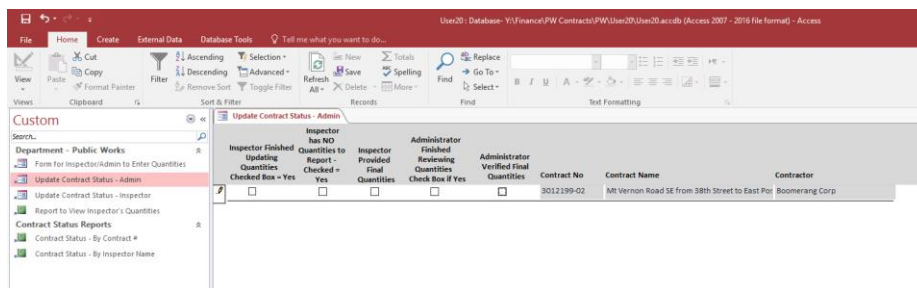 User20 : Database- Y:\Finance\PW Contracts\PW\User20\User20.accdb (Access 2007 - 2016 file format) - Access
File Home Create External Data Database Tools Tell me what you want to do...
View
Views
Paste
Cut
Copy
Format Painter
Clipboard
Filter
Ascending
Descending
Remove Sort
Selection
Advanced
Toggle Filter
Sort & Filter
Refresh
All
New
Save
Delete
Totals
Spelling
More
Records
Find
Replace
Go To
Select
Find
B I U A
Text Formatting
Custom
Search..
Department - Public Works
Form for Inspector/Admin to Enter Quantities
Update Contract Status - Admin
Update Contract Status - Inspector
Report to View Inspector's Quantities
Contract Status Reports
Contract Status - By Contract #
Contract Status - By Inspector Name
Update Contract Status - Admin
Inspector Finished
Updating
Quantities
Checked Box = Yes
Inspector
has NO
Quantities to
Report -
Checked =
Yes
Inspector
Provided
Final
Quantities
Administrator
Finished
Reviewing
Quantities
Check Box if Yes
Administrator
Verified Final
Quantities
Contract No
Contract Name
Contractor
3012199-02
Mt Vernon Road SE from 38th Street to East Pos
Boomerang Corp